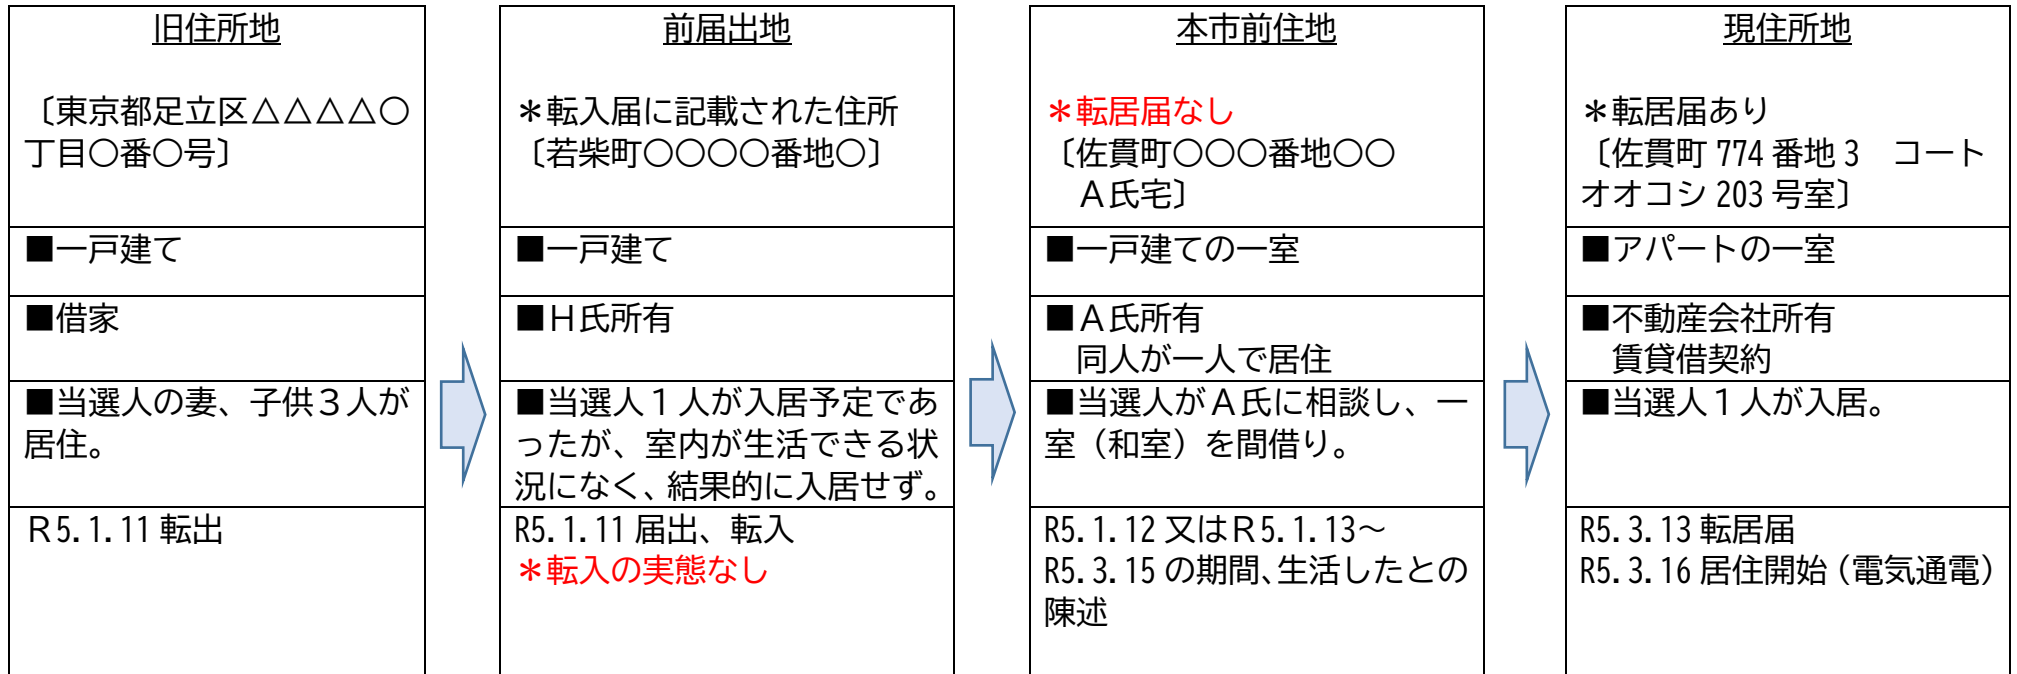 旧住所地
〔東京都足立区△△△△〇
丁目〇番〇号〕
■一戸建て
■借家
■当選人の妻、子供３人が
居住。
Ｒ5.1.11 転出
前届出地
＊転入届に記載された住所
〔若柴町〇〇〇〇番地〇〕
■一戸建て
■Ｈ氏所有
■当選人１人が入居予定であ
ったが、室内が生活できる状
況になく、結果的に入居せず。
R5.1.11 届出、転入
＊転入の実態なし
本市前住地
＊転居届なし
〔佐貫町〇〇〇番地〇〇
Ａ氏宅〕
■一戸建ての一室
■Ａ氏所有
同人が一人で居住
■当選人がＡ氏に相談し、一
室（和室）を間借り。
R5.1.12 又はＲ5.1.13～
R5.3.15 の期間、生活したとの
陳述
現住所地
＊転居届あり
〔佐貫町 774 番地 3　コート
オオコシ 203 号室〕
■アパートの一室
■不動産会社所有
賃貸借契約
■当選人１人が入居。
R5.3.13 転居届
R5.3.16 居住開始（電気通電）